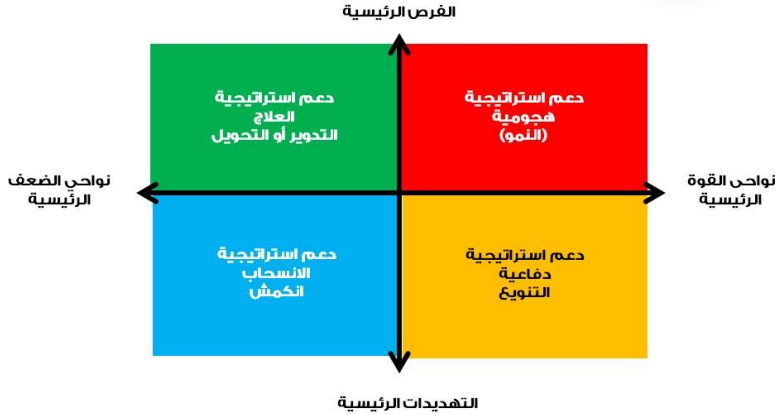 الفرص الرئيسية
دعم استراتيجية
هجومية
(النمو)
دعم استراتيجية
العلاج
التدوير أو التحويل
نواحي القوة
الرئيسية
نواحي الضعف
الرئيسية
دعم استراتيجية
دفاعية
التنويع
دعم استراتيجية
الانسحاب
انكمش
التهديدات الرئيسية